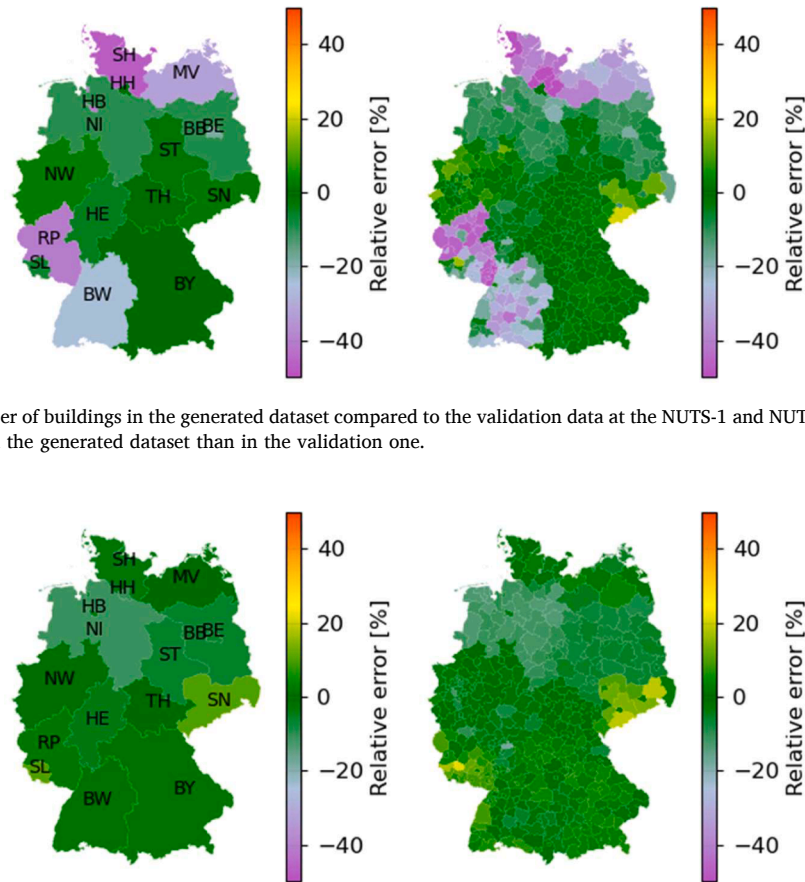 SH
HH
MV
HB
NI
BB
BE
ST
NW
TH
SN
HE
RP
SL
BW
BY
40
20
0
−20
−40
Relative error [%]
40
20
0
−20
−40
Relative error [%]
er of buildings in the generated dataset compared to the validation data at the NUTS-1 and NUT
the generated dataset than in the validation one.
SH
HH
MV
HB
NI
BB
BE
ST
NW
TH
SN
HE
RP
SL
BW
BY
40
20
0
−20
−40
Relative error [%]
40
20
0
−20
−40
Relative error [%]